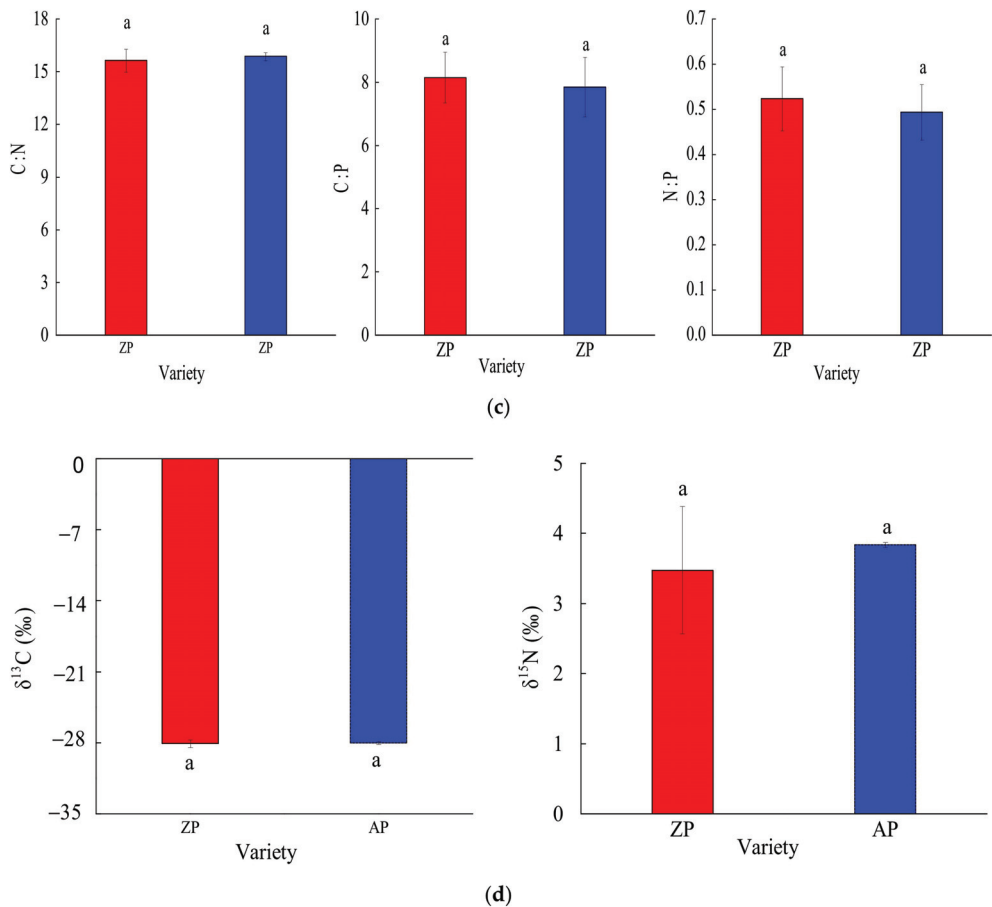 18
15
12
9
6
3
0
C:N
a
a
ZP
ZP
Variety
10
8
6
4
2
0
C:P
a
a
ZP
ZP
Variety
0.7
0.6
0.5
0.4
0.3
0.2
0.1
0.0
N:P
a
a
ZP
ZP
Variety
(c)
0
−7
−14
−21
−28
−35
δ¹³C (‰)
a
a
ZP
AP
Variety
5
4
3
2
1
0
δ¹⁵N (‰)
a
a
ZP
AP
Variety
(d)